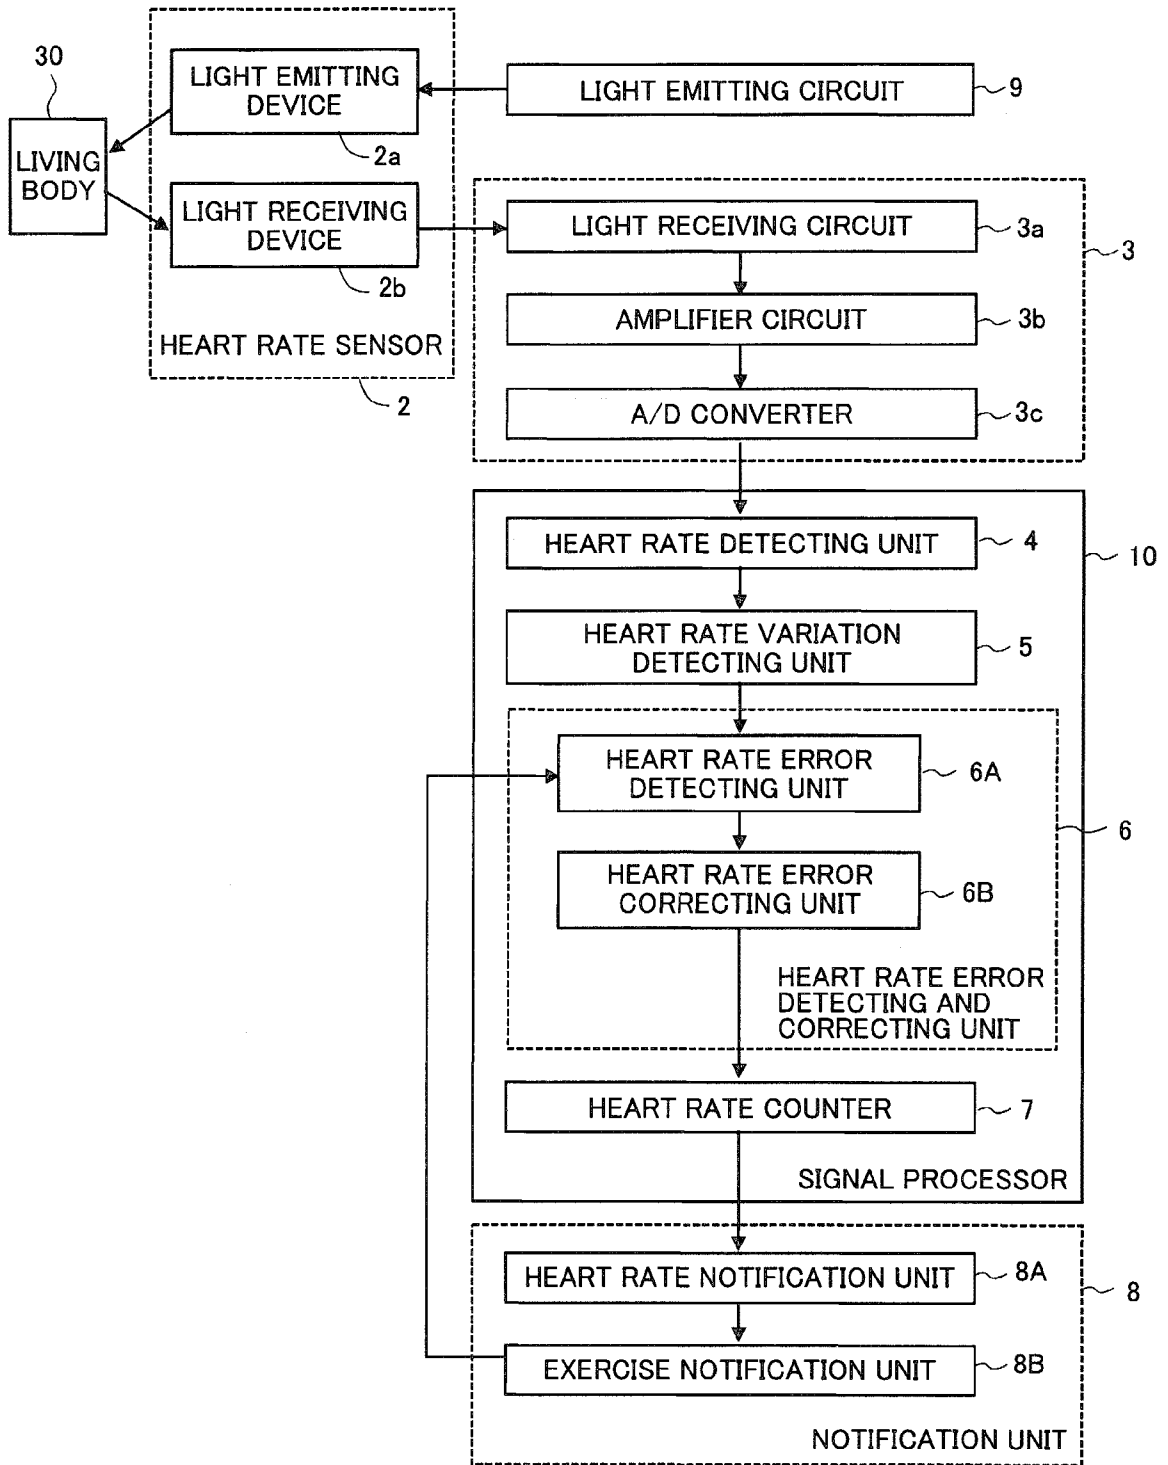 30
LIVING
BODY
LIGHT EMITTING
DEVICE
2a
LIGHT RECEIVING
DEVICE
2b
HEART RATE SENSOR
2
LIGHT EMITTING CIRCUIT
9
LIGHT RECEIVING CIRCUIT
3a
3
AMPLIFIER CIRCUIT
3b
A/D CONVERTER
3c
HEART RATE DETECTING UNIT
4
10
HEART RATE VARIATION
DETECTING UNIT
5
HEART RATE ERROR
DETECTING UNIT
6A
6
HEART RATE ERROR
CORRECTING UNIT
6B
HEART RATE ERROR
DETECTING AND
CORRECTING UNIT
HEART RATE COUNTER
7
SIGNAL PROCESSOR
HEART RATE NOTIFICATION UNIT
8A
8
EXERCISE NOTIFICATION UNIT
8B
NOTIFICATION UNIT